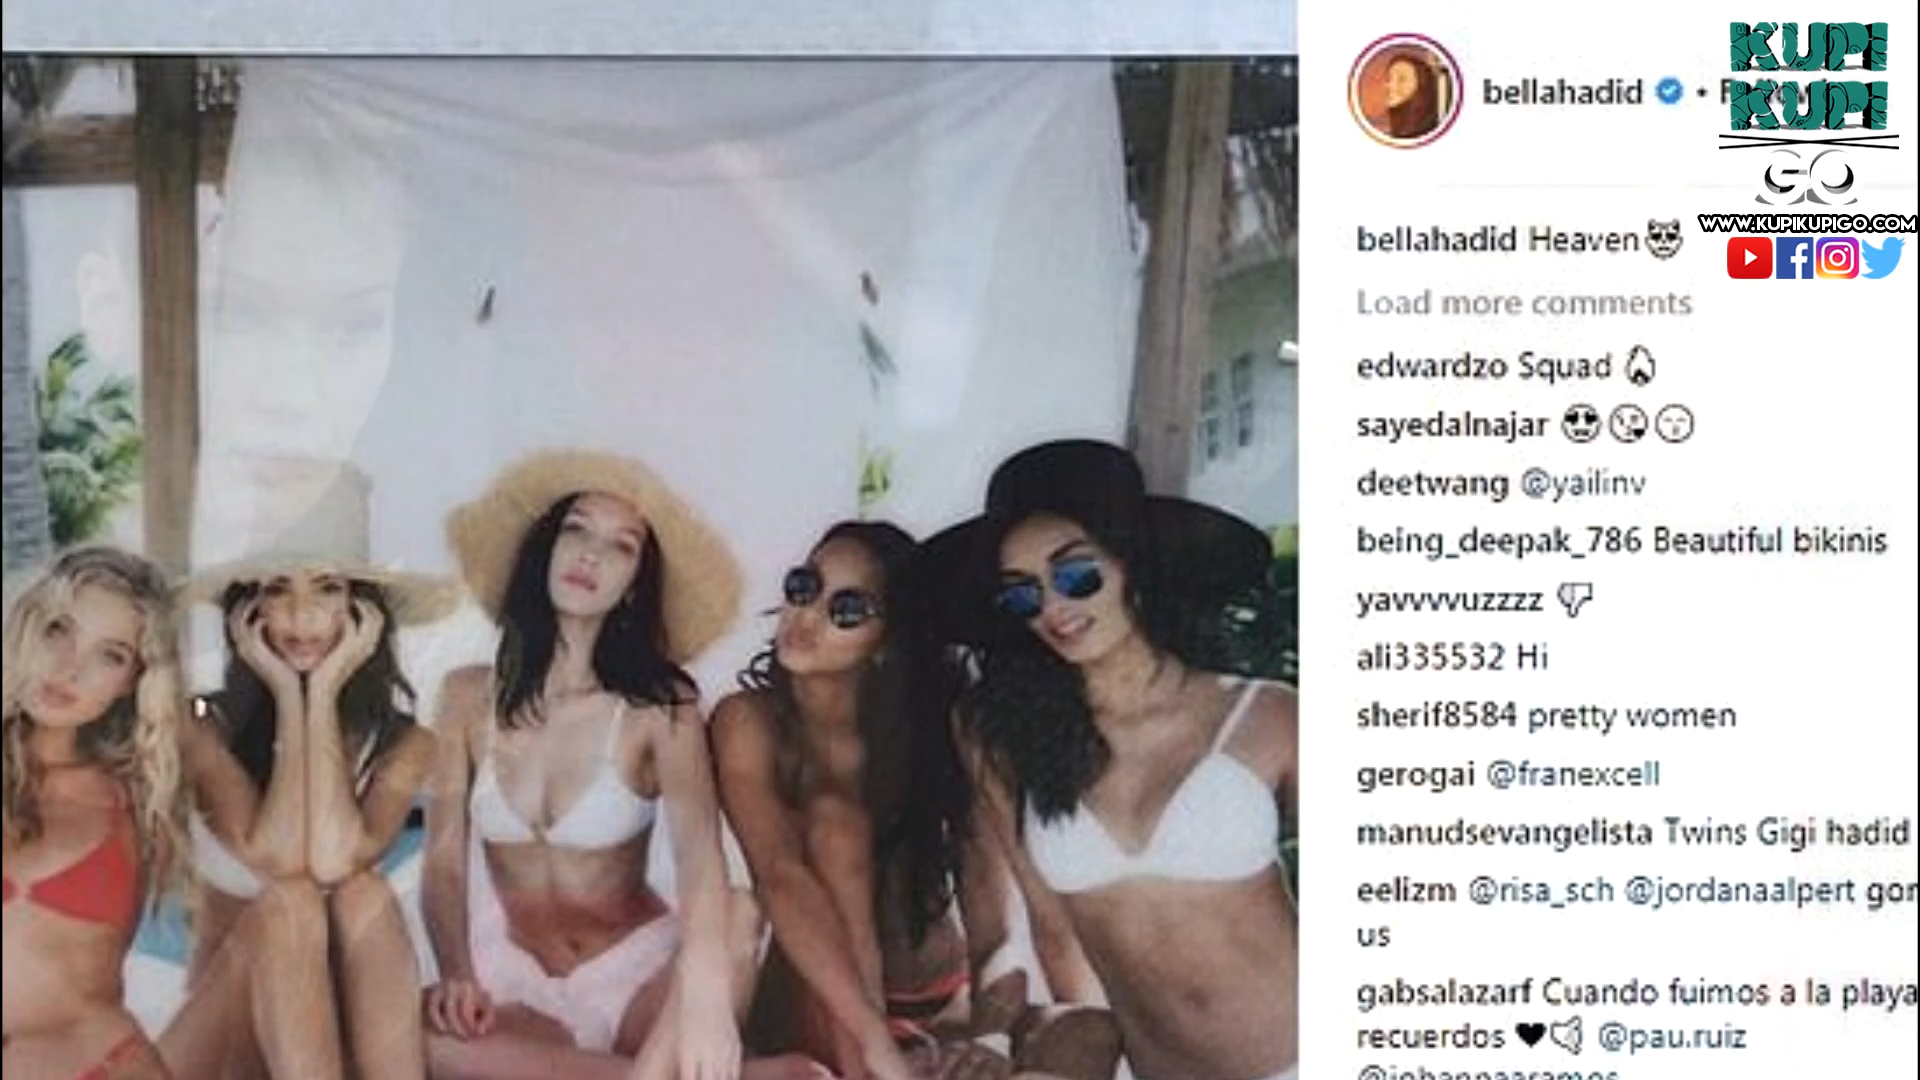 KUPI
KUPI
GO
WWW.KUPIKUPIGO.COM
bellahadid •
bellahadid Heaven
Load more comments
edwardzo Squad
sayedalnajar
deetwang @yailinv
being_deepak_786 Beautiful bikinis
yavvvvuzzzz
ali335532 Hi
sherif8584 pretty women
gerogai @franexcell
manudsevangelista Twins Gigi hadid
eelizm @risa_sch @jordanaalpert
us
gabsalazarf Cuando fuimos a la playa
recuerdos @pau.ruiz